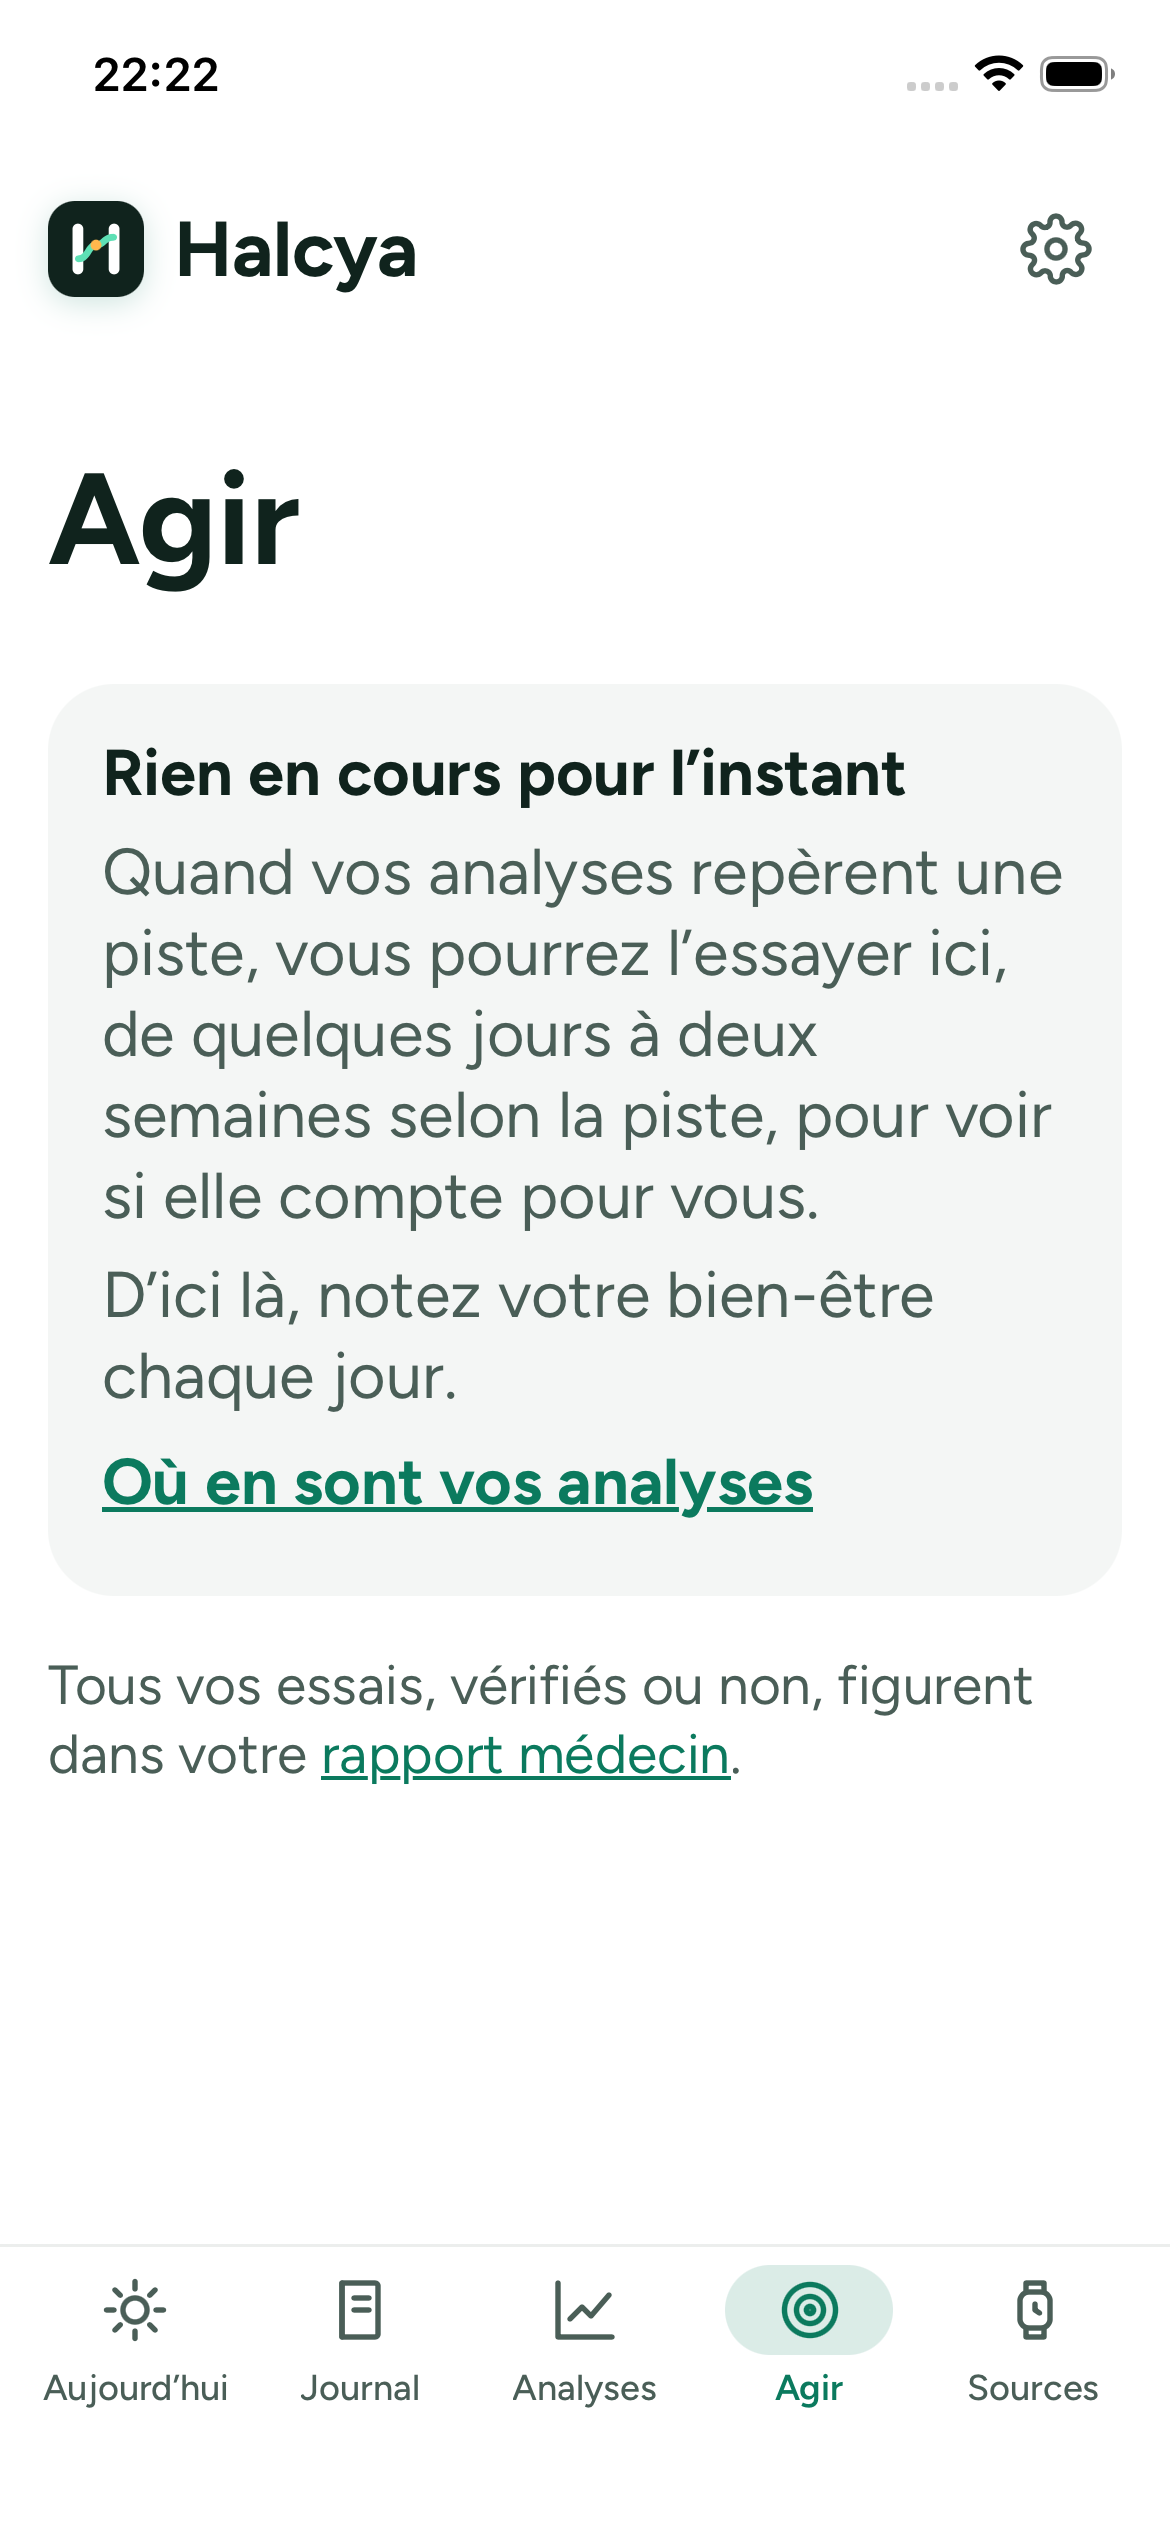 22:22
Halcya
Agir
Rien en cours pour l’instant
Quand vos analyses repèrent une
piste, vous pourrez l’essayer ici,
de quelques jours à deux
semaines selon la piste, pour voir
si elle compte pour vous.
D’ici là, notez votre bien-être
chaque jour.
Où en sont vos analyses
Tous vos essais, vérifiés ou non, figurent
dans votre rapport médecin.
Aujourd’hui
Journal
Analyses
Agir
Sources